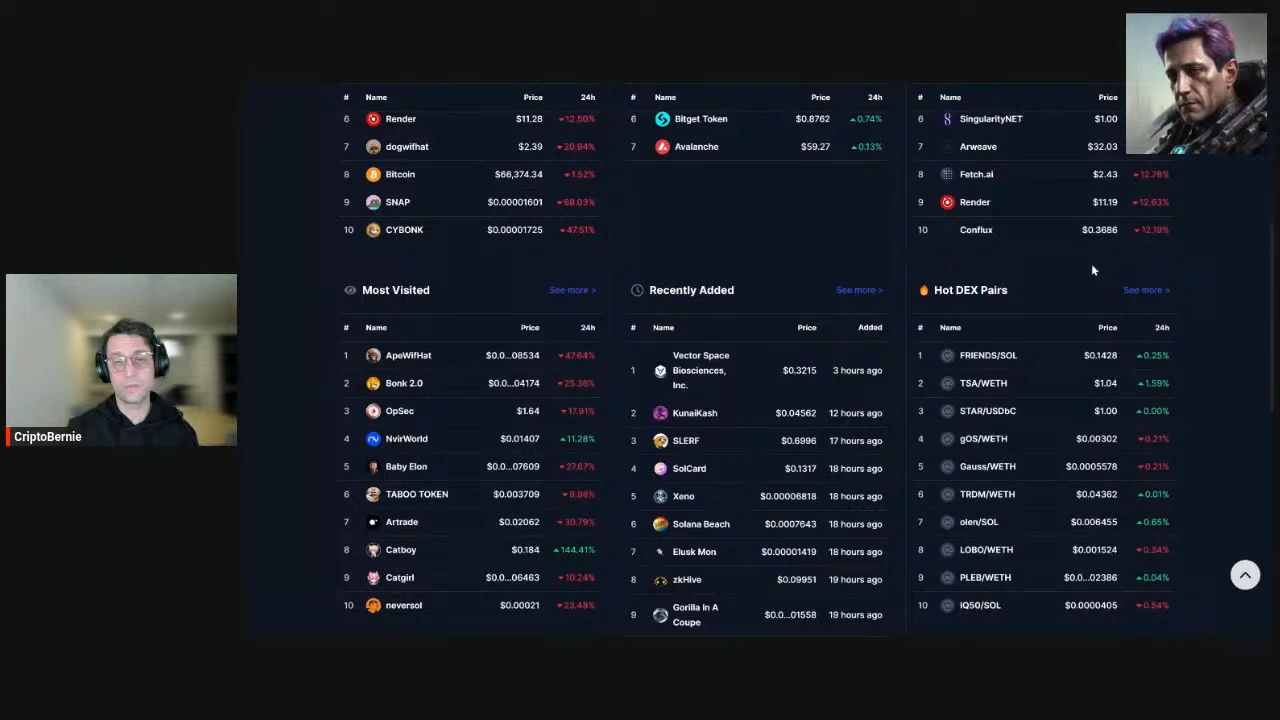 # Name Price 24h
6 Render $11.28 12.50%
7 dogwifhat $2.39 20.94%
8 Bitcoin $66,374.34 1.52%
9 SNAP $0.00001601 68.03%
10 CYBONK $0.00001725 47.51%
# Name Price 24h
6 Bitget Token $0.8762 0.74%
7 Avalanche $59.27 0.13%
# Name Price
6 SingularityNET $1.00
7 Arweave $32.03
8 Fetch.ai $2.43 12.78%
9 Render $11.19 12.63%
10 Conflux $0.3686 12.19%
Most Visited See more >
# Name Price 24h
1 ApeWifHat $0.0...08534 47.64%
2 Bonk 2.0 $0.0...04174 25.36%
3 OpSec $1.64 17.91%
4 NvirWorld $0.01407 11.28%
5 Baby Elon $0.0...07609 27.67%
6 TABOO TOKEN $0.003709 9.98%
7 Artrade $0.02062 30.79%
8 Catboy $0.184 144.41%
9 Catgirl $0.0...06463 10.24%
10 neversol $0.00021 23.48%
Recently Added See more >
# Name Price Added
Vector Space
1 Biosciences, $0.3215 3 hours ago
Inc.
2 KunaiKash $0.04562 12 hours ago
3 SLERF $0.6996 17 hours ago
4 SolCard $0.1317 18 hours ago
5 Xeno $0.00006818 18 hours ago
6 Solana Beach $0.0007643 18 hours ago
7 Elusk Mon $0.00001419 18 hours ago
8 zkHive $0.09951 19 hours ago
9 Gorilla In A $0.0...01558 19 hours ago
Coupe
Hot DEX Pairs See more >
# Name Price 24h
1 FRIENDS/SOL $0.1428 0.25%
2 TSA/WETH $1.04 1.59%
3 STAR/USDbC $1.00 0.00%
4 gOS/WETH $0.00302 0.21%
5 Gauss/WETH $0.0005578 0.21%
6 TRDM/WETH $0.04362 0.01%
7 olen/SOL $0.006455 0.65%
8 LOBO/WETH $0.001524 0.34%
9 PLEB/WETH $0.0...02386 0.04%
10 IQ50/SOL $0.0000405 0.54%
CriptoBernie